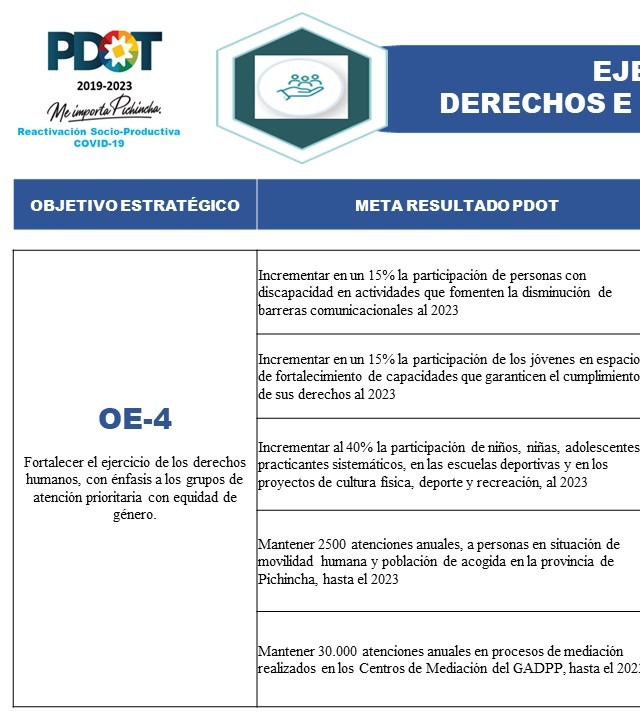 PDOT
2019-2023
Me importa Pichincha.
Reactivación Socio-Productiva
COVID-19
EJE
DERECHOS E
OBJETIVO ESTRATÉGICO
META RESULTADO PDOT
OE-4
Fortalecer el ejercicio de los derechos
humanos, con énfasis a los grupos de
atención prioritaria con equidad de
género.
Incrementar en un 15% la participación de personas con
discapacidad en actividades que fomenten la disminución de
barreras comunicacionales al 2023
Incrementar en un 15% la participación de los jóvenes en espacio
de fortalecimiento de capacidades que garanticen el cumplimiento
de sus derechos al 2023
Incrementar al 40% la participación de niños, niñas, adolescentes
practicantes sistemáticos, en las escuelas deportivas y en los
proyectos de cultura física, deporte y recreación, al 2023
Mantener 2500 atenciones anuales, a personas en situación de
movilidad humana y población de acogida en la provincia de
Pichincha, hasta el 2023
Mantener 30.000 atenciones anuales en procesos de mediación
realizados en los Centros de Mediación del GADPP, hasta el 202